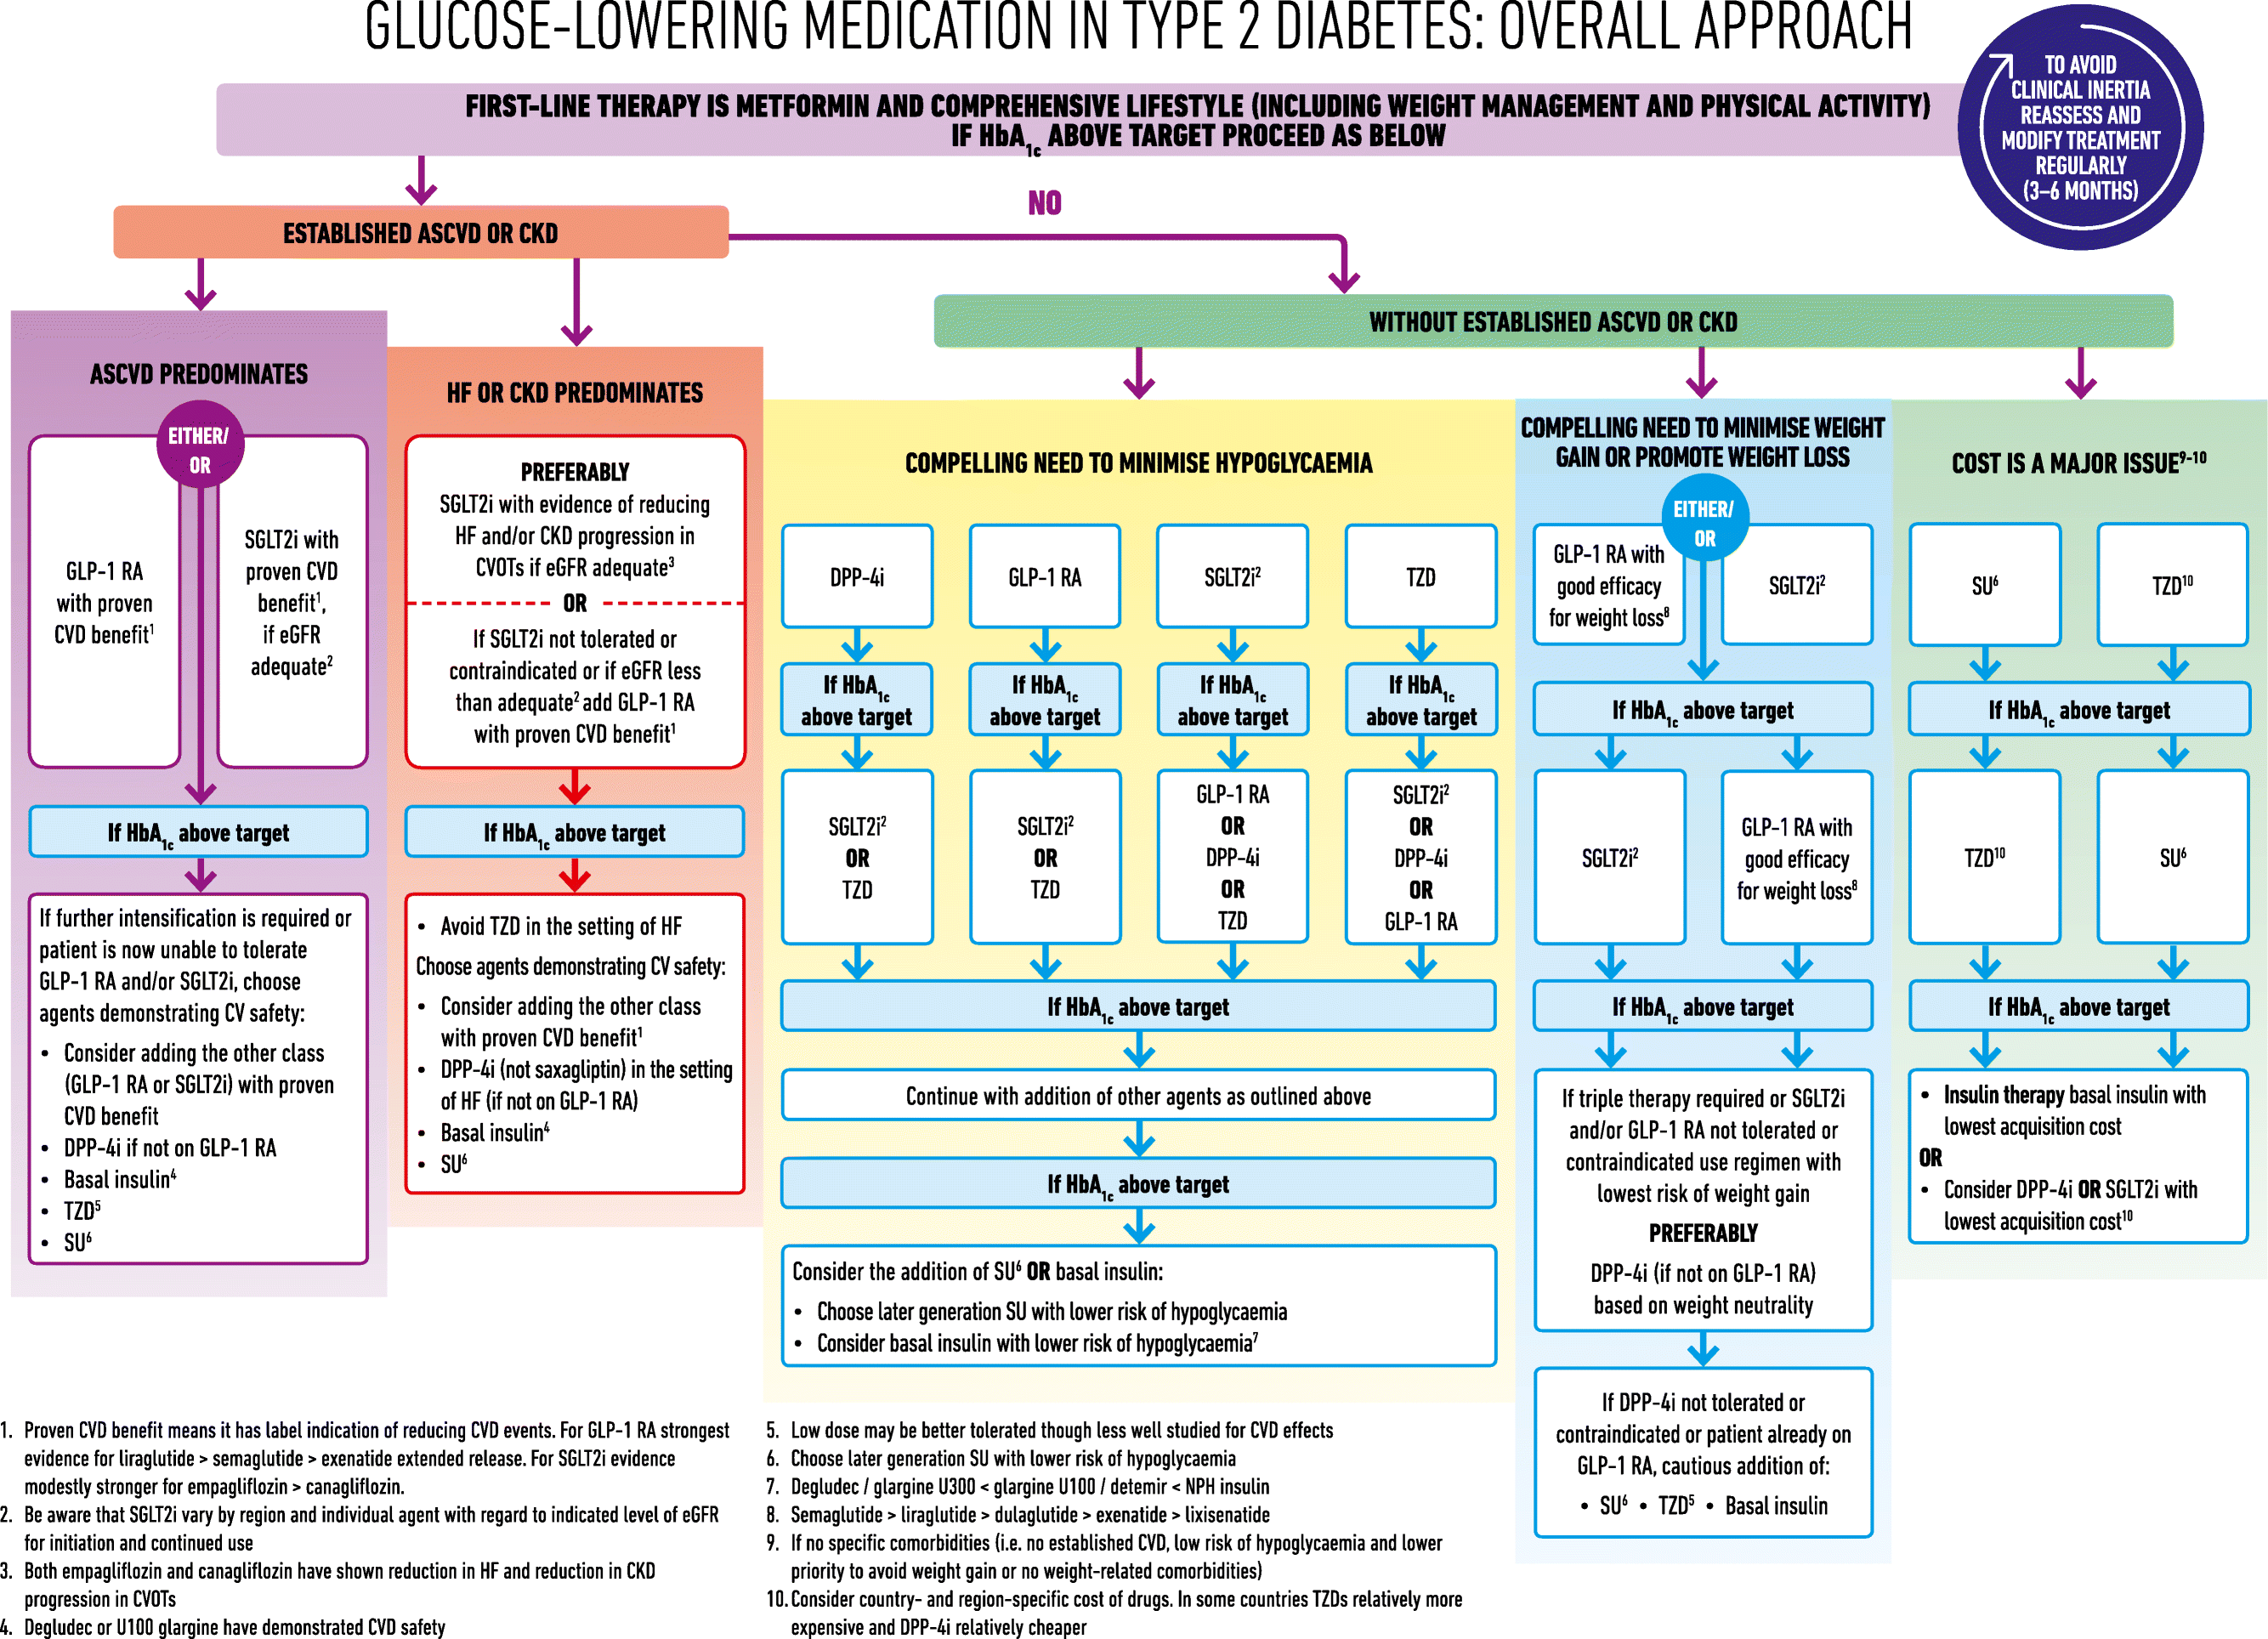 GLUCOSE-LOWERING MEDICATION IN TYPE 2 DIABETES: OVERALL APPROACH
TO AVOID
CLINICAL INERTIA
REASSESS AND
MODIFY TREATMENT
REGULARLY
(3–6 MONTHS)
FIRST-LINE THERAPY IS METFORMIN AND COMPREHENSIVE LIFESTYLE (INCLUDING WEIGHT MANAGEMENT AND PHYSICAL ACTIVITY)
IF HbA1c ABOVE TARGET PROCEED AS BELOW
NO
ESTABLISHED ASCVD OR CKD
WITHOUT ESTABLISHED ASCVD OR CKD
ASCVD PREDOMINATES
EITHER/
OR
GLP-1 RA
with proven
CVD benefit1
SGLT2i with
proven CVD
benefit1,
if eGFR
adequate2
If HbA1c above target
If further intensification is required or
patient is now unable to tolerate
GLP-1 RA and/or SGLT2i, choose
agents demonstrating CV safety:
• Consider adding the other class
(GLP-1 RA or SGLT2i) with proven
CVD benefit
• DPP-4i if not on GLP-1 RA
• Basal insulin4
• TZD5
• SU6
HF OR CKD PREDOMINATES
PREFERABLY
SGLT2i with evidence of reducing
HF and/or CKD progression in
CVOTs if eGFR adequate3
OR
If SGLT2i not tolerated or
contraindicated or if eGFR less
than adequate2 add GLP-1 RA
with proven CVD benefit1
If HbA1c above target
• Avoid TZD in the setting of HF
Choose agents demonstrating CV safety:
• Consider adding the other class
with proven CVD benefit1
• DPP-4i (not saxagliptin) in the setting
of HF (if not on GLP-1 RA)
• Basal insulin4
• SU6
COMPELLING NEED TO MINIMISE HYPOGLYCAEMIA
DPP-4i
GLP-1 RA
SGLT2i2
TZD
If HbA1c
above target
If HbA1c
above target
If HbA1c
above target
If HbA1c
above target
SGLT2i2
OR
TZD
SGLT2i2
OR
TZD
GLP-1 RA
OR
DPP-4i
OR
TZD
SGLT2i2
OR
DPP-4i
OR
GLP-1 RA
If HbA1c above target
Continue with addition of other agents as outlined above
If HbA1c above target
Consider the addition of SU6 OR basal insulin:
• Choose later generation SU with lower risk of hypoglycaemia
• Consider basal insulin with lower risk of hypoglycaemia7
COMPELLING NEED TO MINIMISE WEIGHT
GAIN OR PROMOTE WEIGHT LOSS
EITHER/
OR
GLP-1 RA with
good efficacy
for weight loss8
SGLT2i2
If HbA1c above target
SGLT2i2
GLP-1 RA with
good efficacy
for weight loss8
If HbA1c above target
If triple therapy required or SGLT2i
and/or GLP-1 RA not tolerated or
contraindicated use regimen with
lowest risk of weight gain
PREFERABLY
DPP-4i (if not on GLP-1 RA)
based on weight neutrality
If DPP-4i not tolerated or
contraindicated or patient already on
GLP-1 RA, cautious addition of:
• SU6 • TZD5 • Basal insulin
COST IS A MAJOR ISSUE9-10
SU6
TZD10
If HbA1c above target
TZD10
SU6
If HbA1c above target
• Insulin therapy basal insulin with
lowest acquisition cost
OR
• Consider DPP-4i OR SGLT2i with
lowest acquisition cost10
1. Proven CVD benefit means it has label indication of reducing CVD events. For GLP-1 RA strongest
evidence for liraglutide > semaglutide > exenatide extended release. For SGLT2i evidence
modestly stronger for empagliflozin > canagliflozin.
2. Be aware that SGLT2i vary by region and individual agent with regard to indicated level of eGFR
for initiation and continued use
3. Both empagliflozin and canagliflozin have shown reduction in HF and reduction in CKD
progression in CVOTs
4. Degludec or U100 glargine have demonstrated CVD safety
5. Low dose may be better tolerated though less well studied for CVD effects
6. Choose later generation SU with lower risk of hypoglycaemia
7. Degludec / glargine U300 < glargine U100 / detemir < NPH insulin
8. Semaglutide > liraglutide > dulaglutide > exenatide > lixisenatide
9. If no specific comorbidities (i.e. no established CVD, low risk of hypoglycaemia and lower
priority to avoid weight gain or no weight-related comorbidities)
10. Consider country- and region-specific cost of drugs. In some countries TZDs relatively more
expensive and DPP-4i relatively cheaper